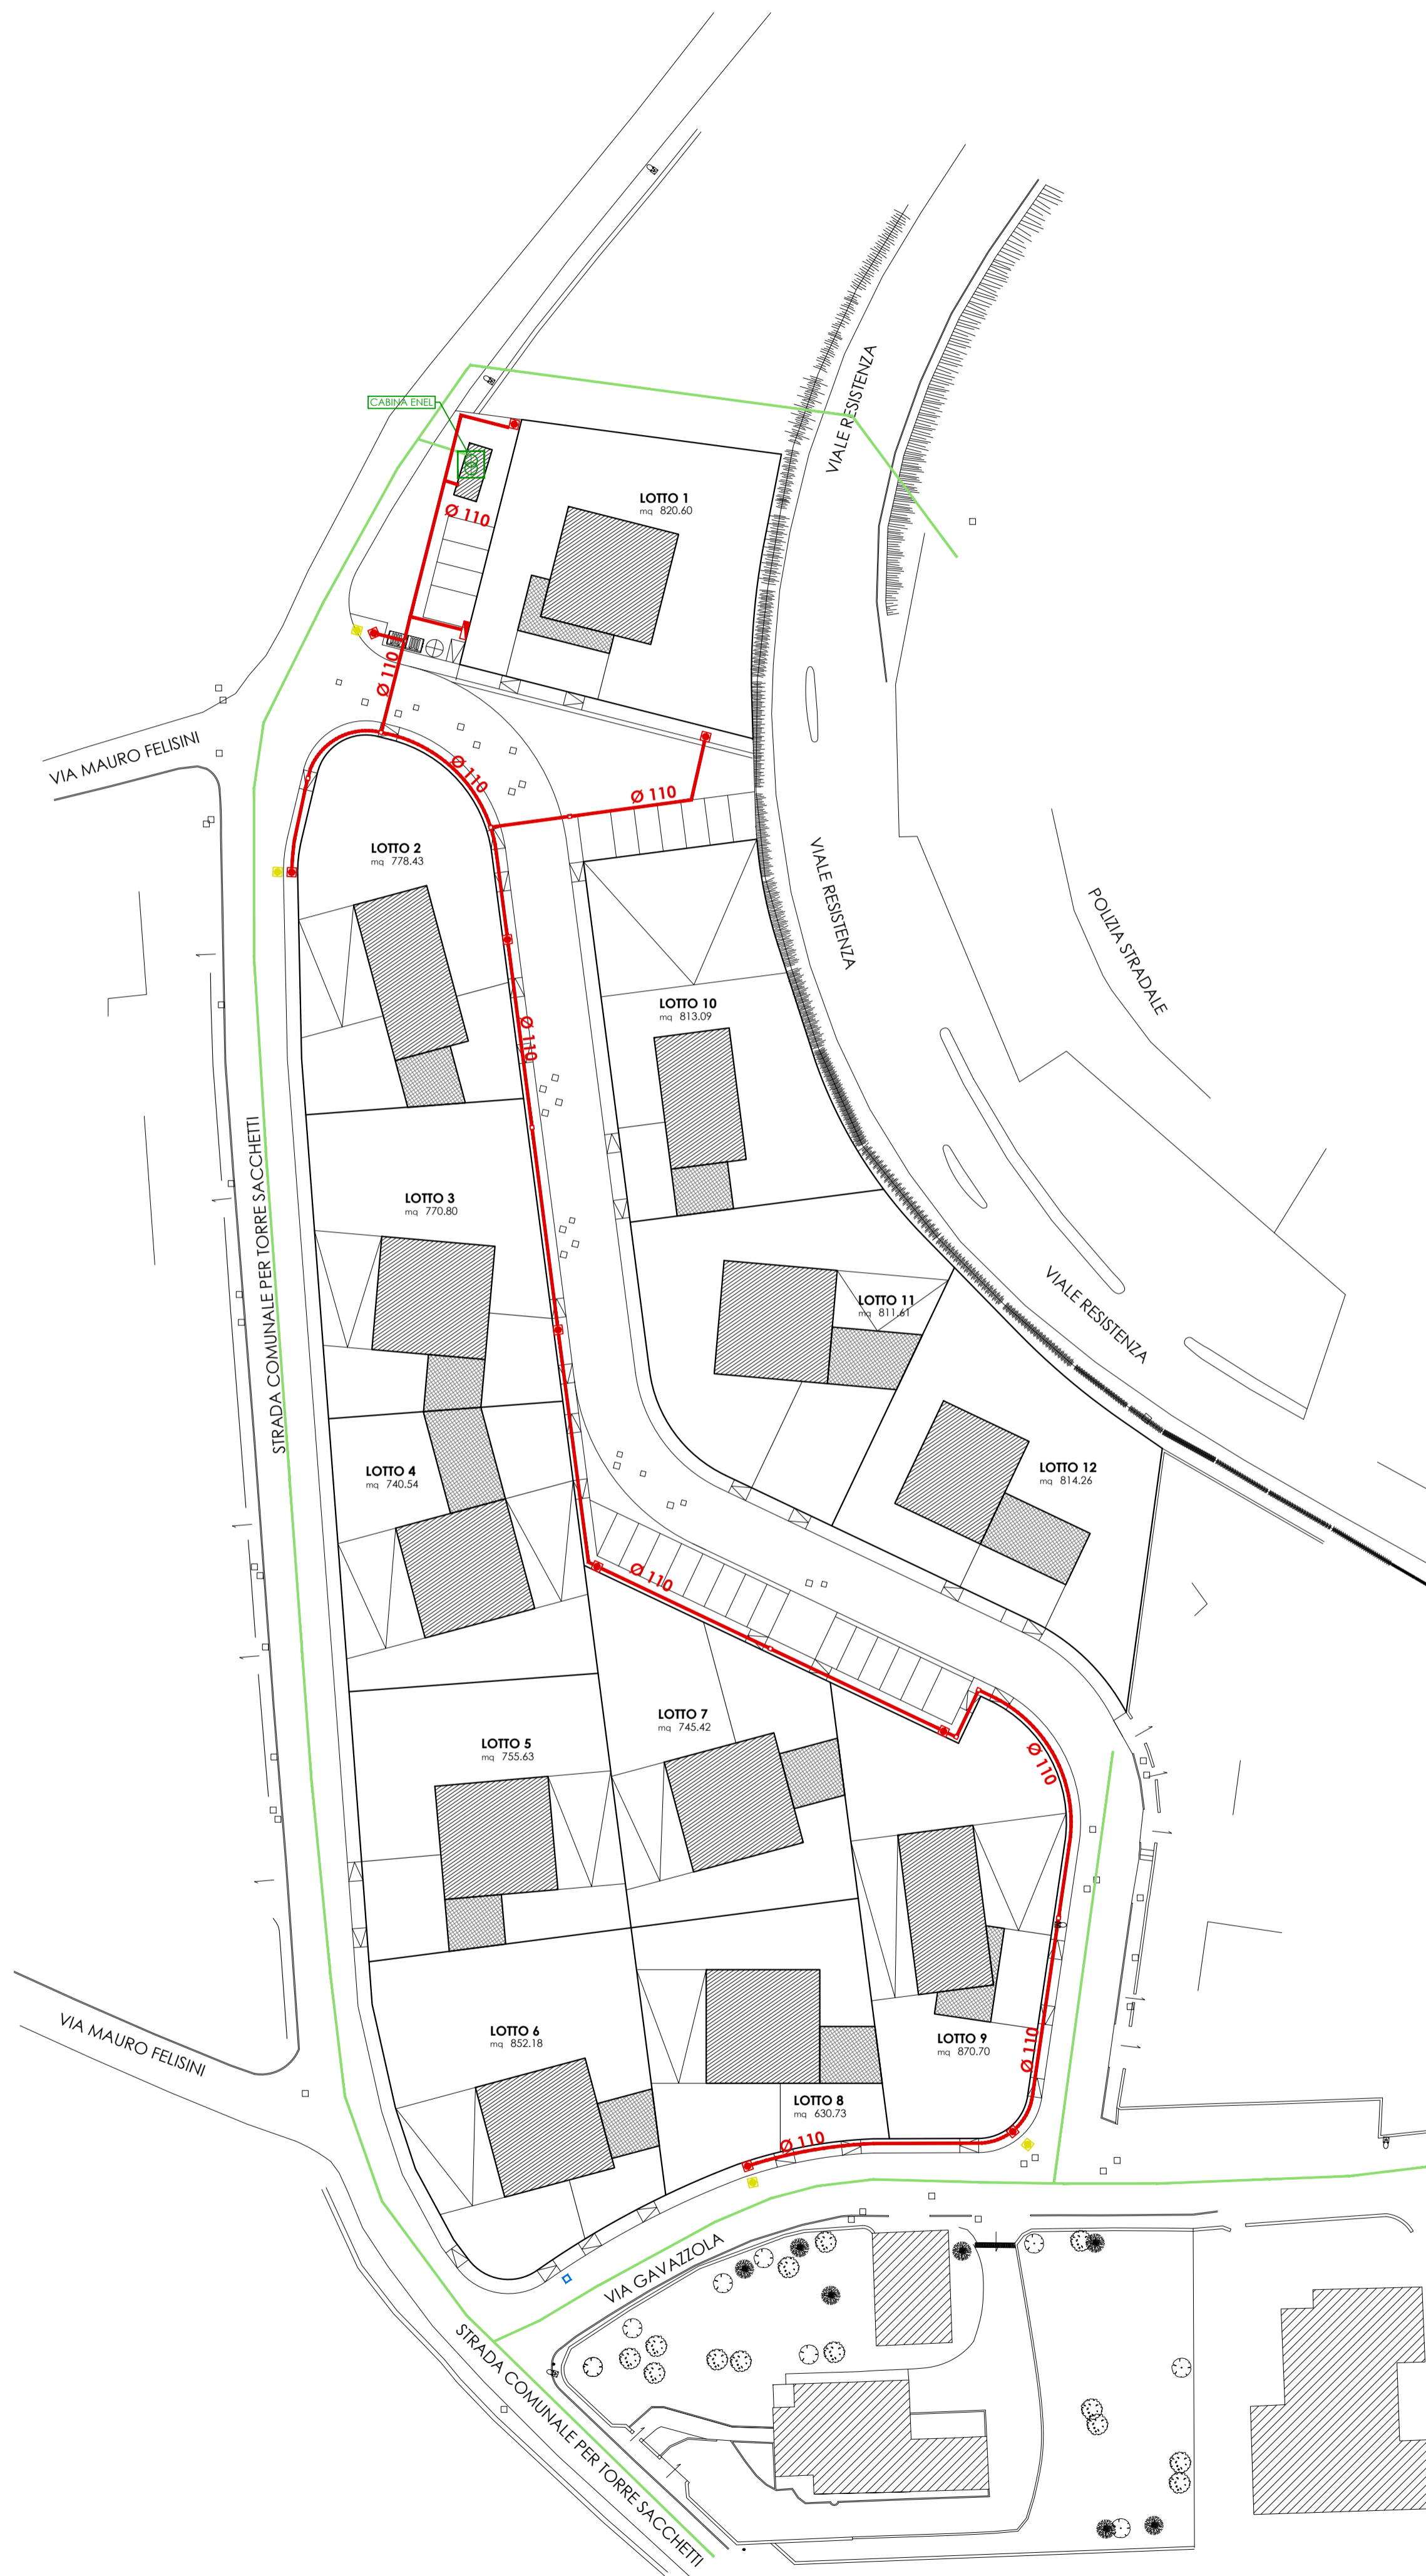 VIALE RESISTENZA
CABINA ENEL
LOTTO 1
mq 820.60
Ø 110
Ø 110
VIA MAURO FELISINI
Ø 110
Ø 110
LOTTO 2
mq 778.43
VIALE RESISTENZA
POLIZIA STRADALE
LOTTO 10
mq 813.09
Ø 110
STRADA COMUNALE PER TORRE SACCHETTI
LOTTO 3
mq 770.80
LOTTO 11
mq 811.61
VIALE RESISTENZA
LOTTO 4
mq 740.54
LOTTO 12
mq 814.26
Ø 110
LOTTO 7
mq 745.42
LOTTO 5
mq 755.63
Ø 110
VIA MAURO FELISINI
LOTTO 6
mq 852.18
LOTTO 9
mq 870.70
Ø 110
LOTTO 8
mq 630.73
Ø 110
VIA GAVAZZOLA
STRADA COMUNALE PER TORRE SACCHETTI